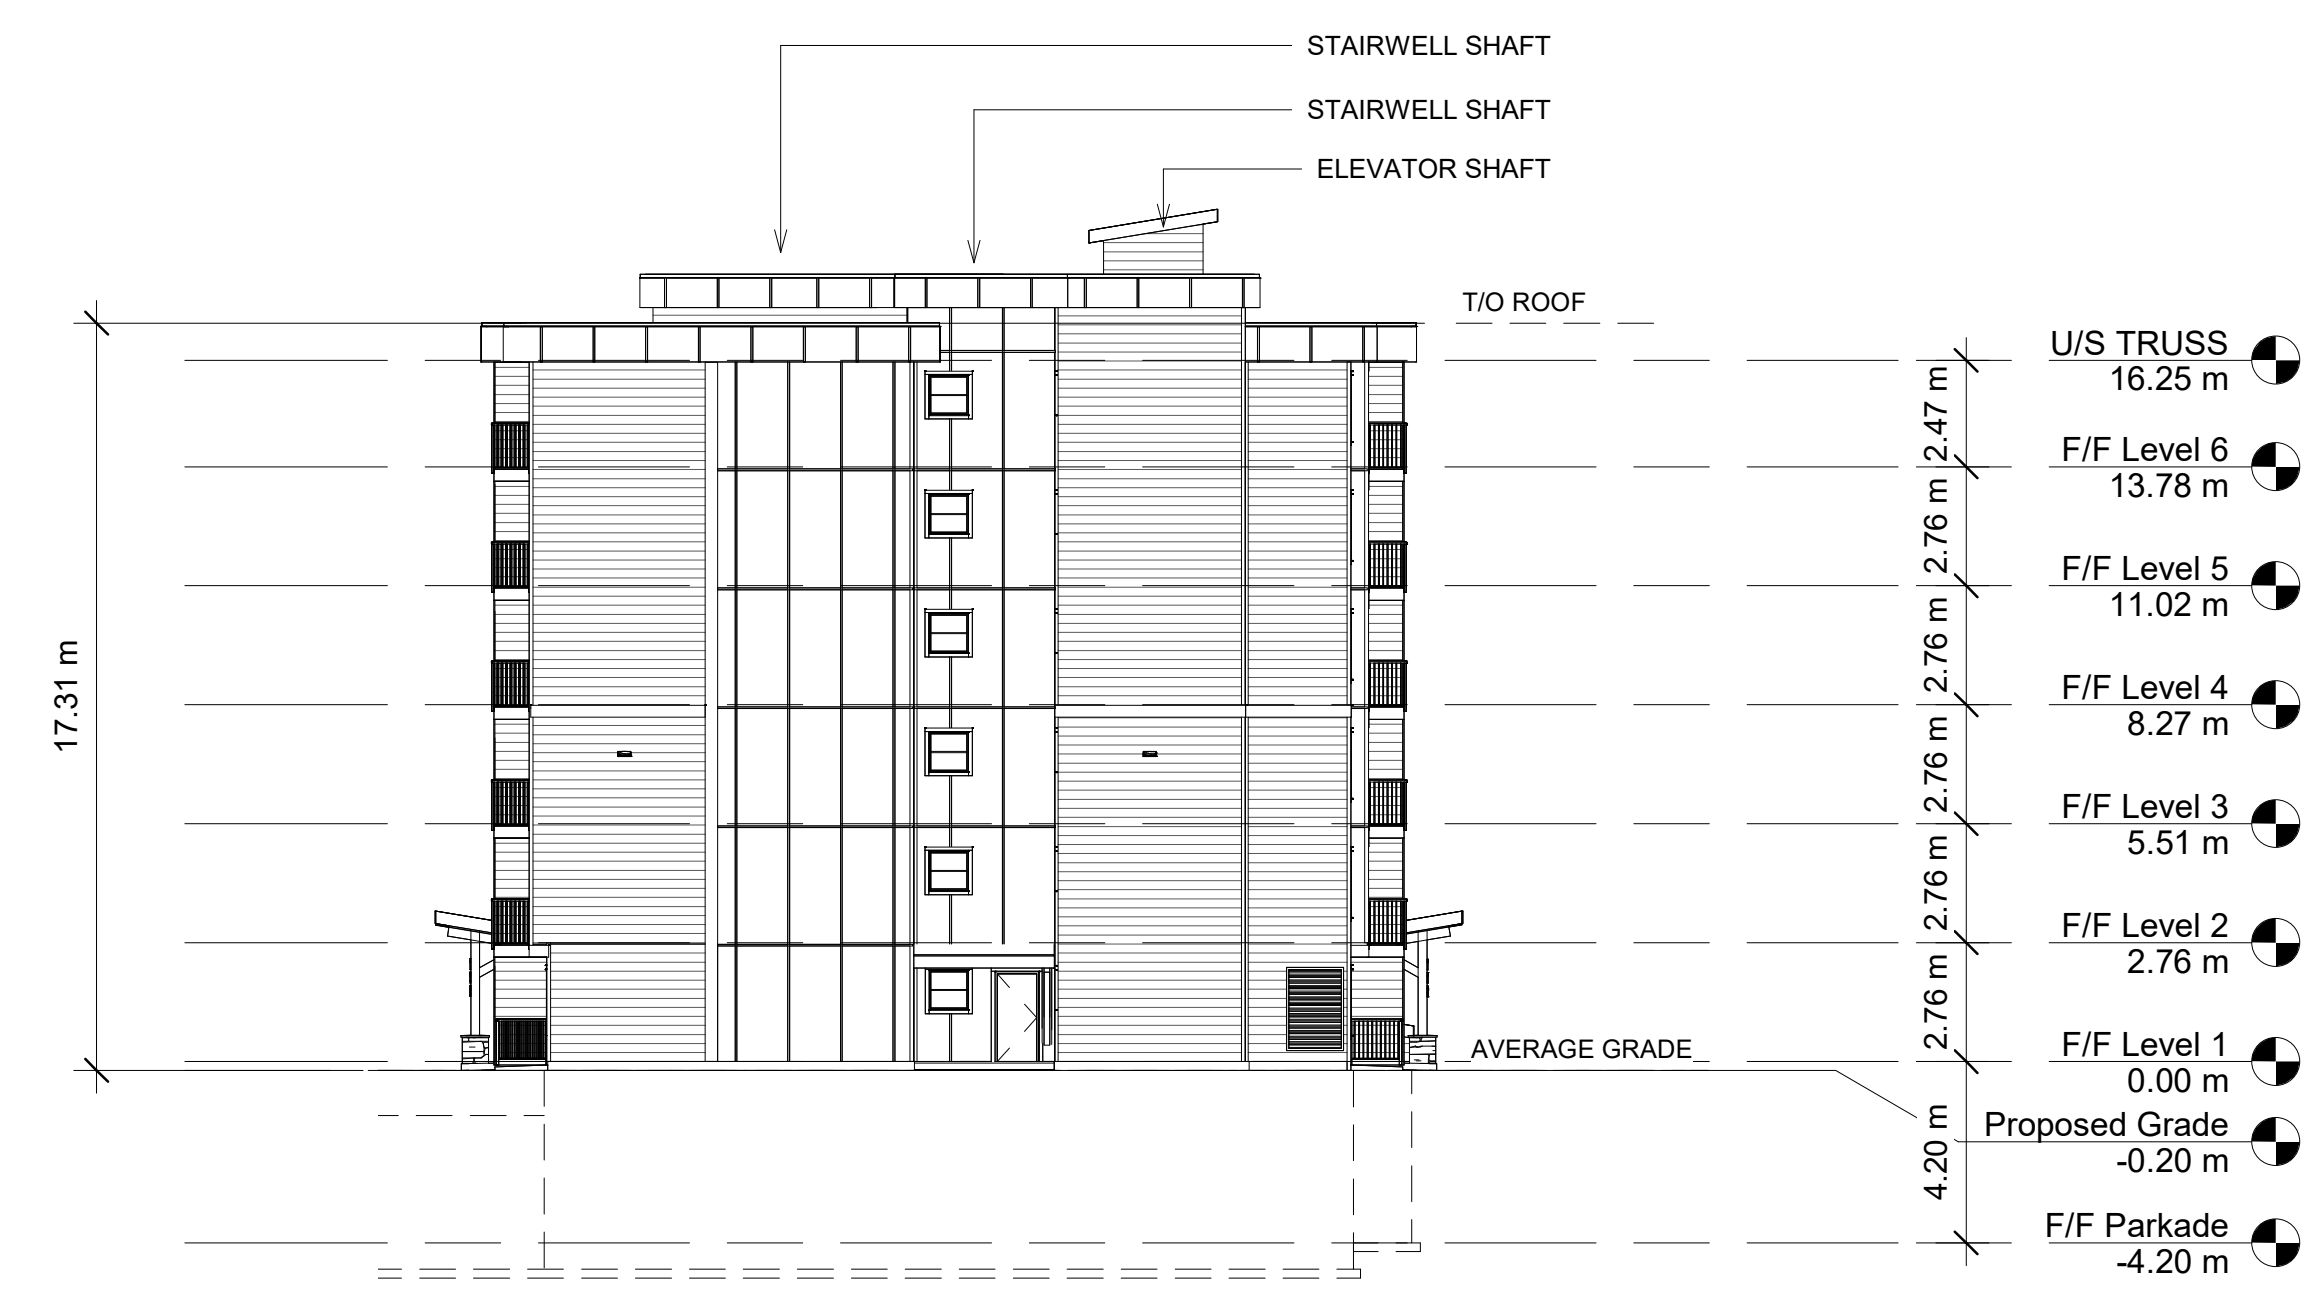 STAIRWELL SHAFT
STAIRWELL SHAFT
ELEVATOR SHAFT
T/O ROOF
U/S TRUSS
16.25 m
2.47 m
F/F Level 6
13.78 m
2.76 m
F/F Level 5
11.02 m
2.76 m
17.31 m
F/F Level 4
8.27 m
2.76 m
F/F Level 3
5.51 m
2.76 m
F/F Level 2
2.76 m
2.76 m
AVERAGE GRADE
F/F Level 1
0.00 m
4.20 m
Proposed Grade
-0.20 m
F/F Parkade
-4.20 m